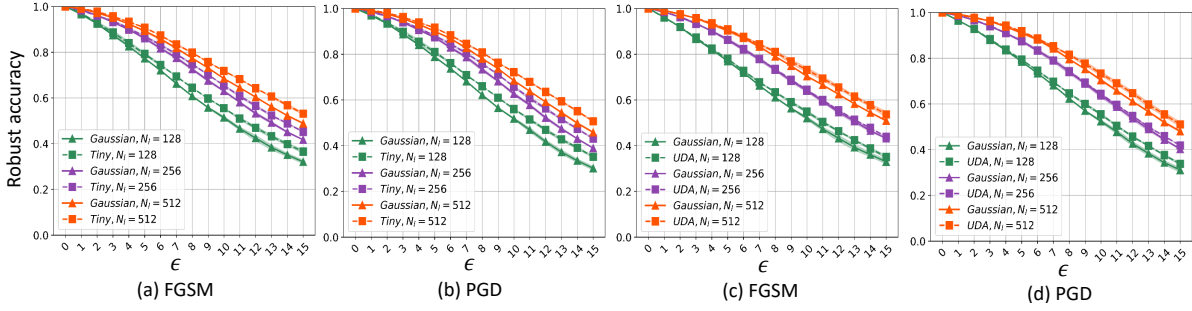 Robust accuracy
1.0
0.8
0.6
0.4
0.2
0.0
Gaussian, N_l = 128
Tiny, N_l = 128
Gaussian, N_l = 256
Tiny, N_l = 256
Gaussian, N_l = 512
Tiny, N_l = 512
0 1 2 3 4 5 6 7 8 9 10 11 12 13 14 15
ϵ
(a) FGSM
1.0
0.8
0.6
0.4
0.2
0.0
Gaussian, N_l = 128
Tiny, N_l = 128
Gaussian, N_l = 256
Tiny, N_l = 256
Gaussian, N_l = 512
Tiny, N_l = 512
0 1 2 3 4 5 6 7 8 9 10 11 12 13 14 15
ϵ
(b) PGD
1.0
0.8
0.6
0.4
0.2
0.0
Gaussian, N_l = 128
UDA, N_l = 128
Gaussian, N_l = 256
UDA, N_l = 256
Gaussian, N_l = 512
UDA, N_l = 512
0 1 2 3 4 5 6 7 8 9 10 11 12 13 14 15
ϵ
(c) FGSM
1.0
0.8
0.6
0.4
0.2
0.0
Gaussian, N_l = 128
UDA, N_l = 128
Gaussian, N_l = 256
UDA, N_l = 256
Gaussian, N_l = 512
UDA, N_l = 512
0 1 2 3 4 5 6 7 8 9 10 11 12 13 14 15
ϵ
(d) PGD